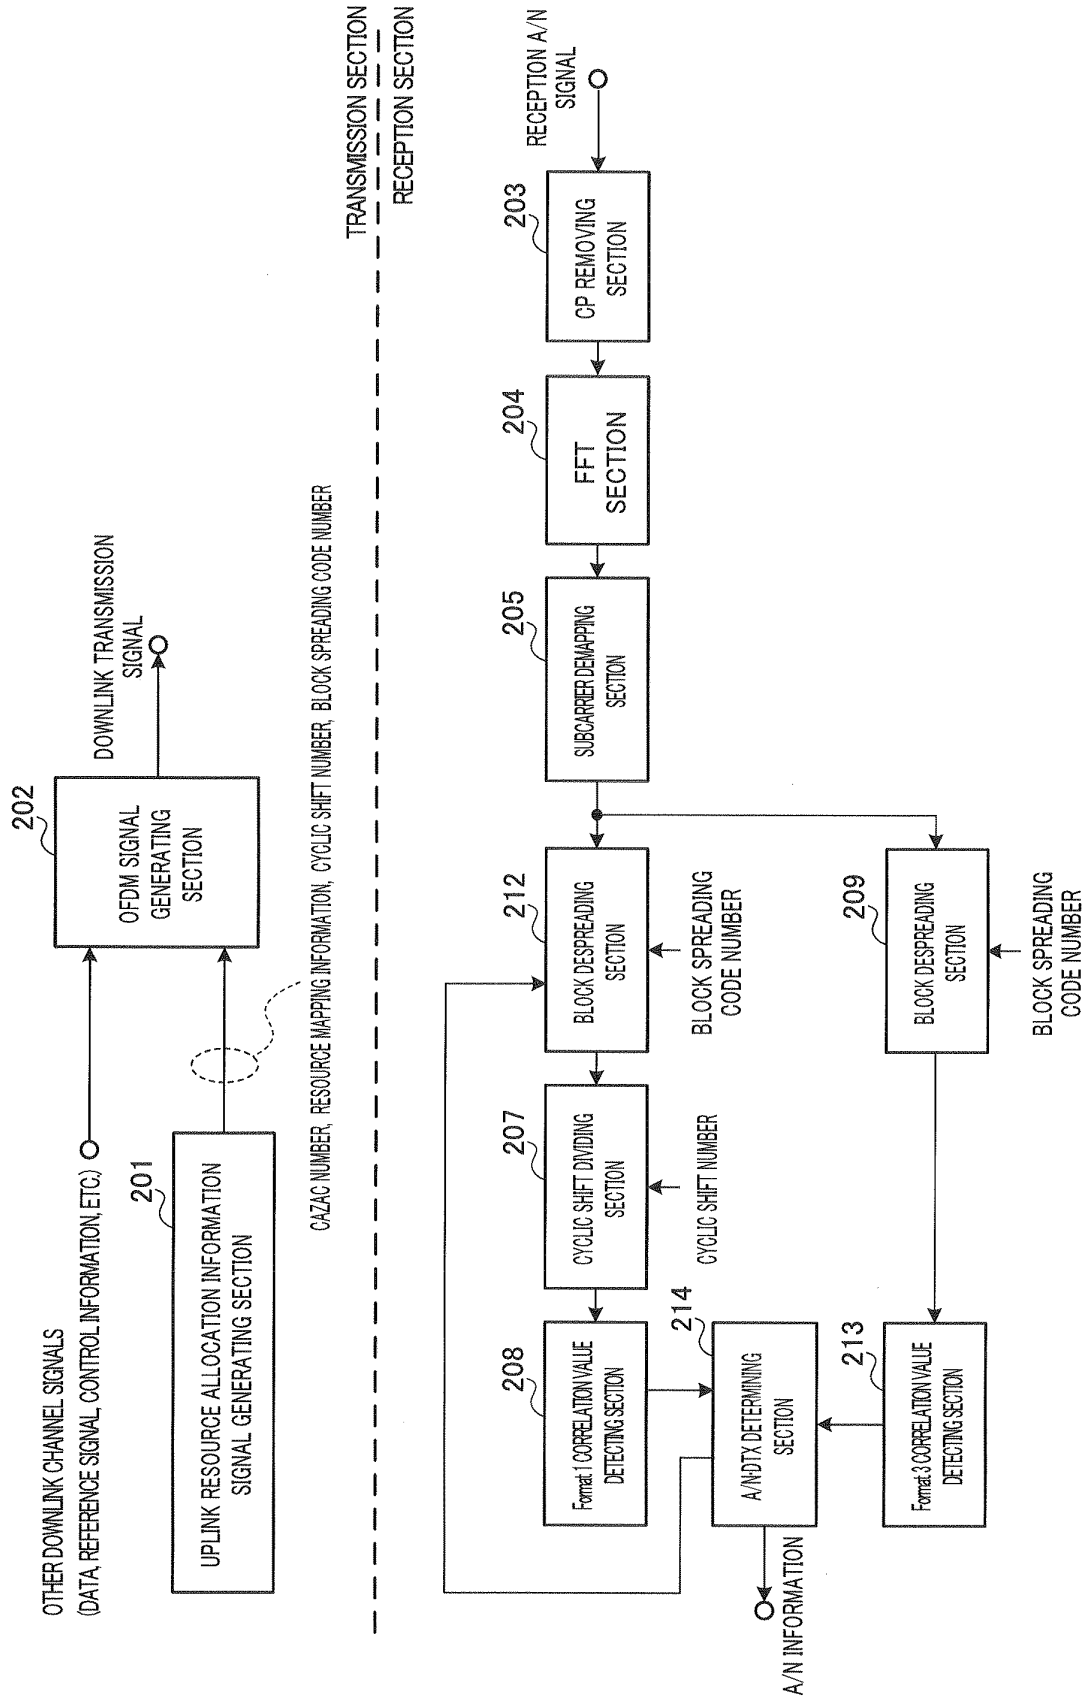 OTHER DOWNLINK CHANNEL SIGNALS
(DATA, REFERENCE SIGNAL, CONTROL INFORMATION, ETC.)
201
UPLINK RESOURCE ALLOCATION INFORMATION
SIGNAL GENERATING SECTION
202
OFDM SIGNAL
GENERATING
SECTION
DOWNLINK TRANSMISSION
SIGNAL
CAZAC NUMBER, RESOURCE MAPPING INFORMATION, CYCLIC SHIFT NUMBER, BLOCK SPREADING CODE NUMBER
TRANSMISSION SECTION
RECEPTION SECTION
RECEPTION A/N
SIGNAL
203
CP REMOVING
SECTION
204
FFT
SECTION
205
SUBCARRIER DEMAPPING
SECTION
212
BLOCK DESPREADING
SECTION
BLOCK SPREADING
CODE NUMBER
207
CYCLIC SHIFT DIVIDING
SECTION
CYCLIC SHIFT NUMBER
208
Format 1 CORRELATION VALUE
DETECTING SECTION
214
A/N·DTX DETERMINING
SECTION
A/N INFORMATION
209
BLOCK DESPREADING
SECTION
BLOCK SPREADING
CODE NUMBER
213
Format 3 CORRELATION VALUE
DETECTING SECTION